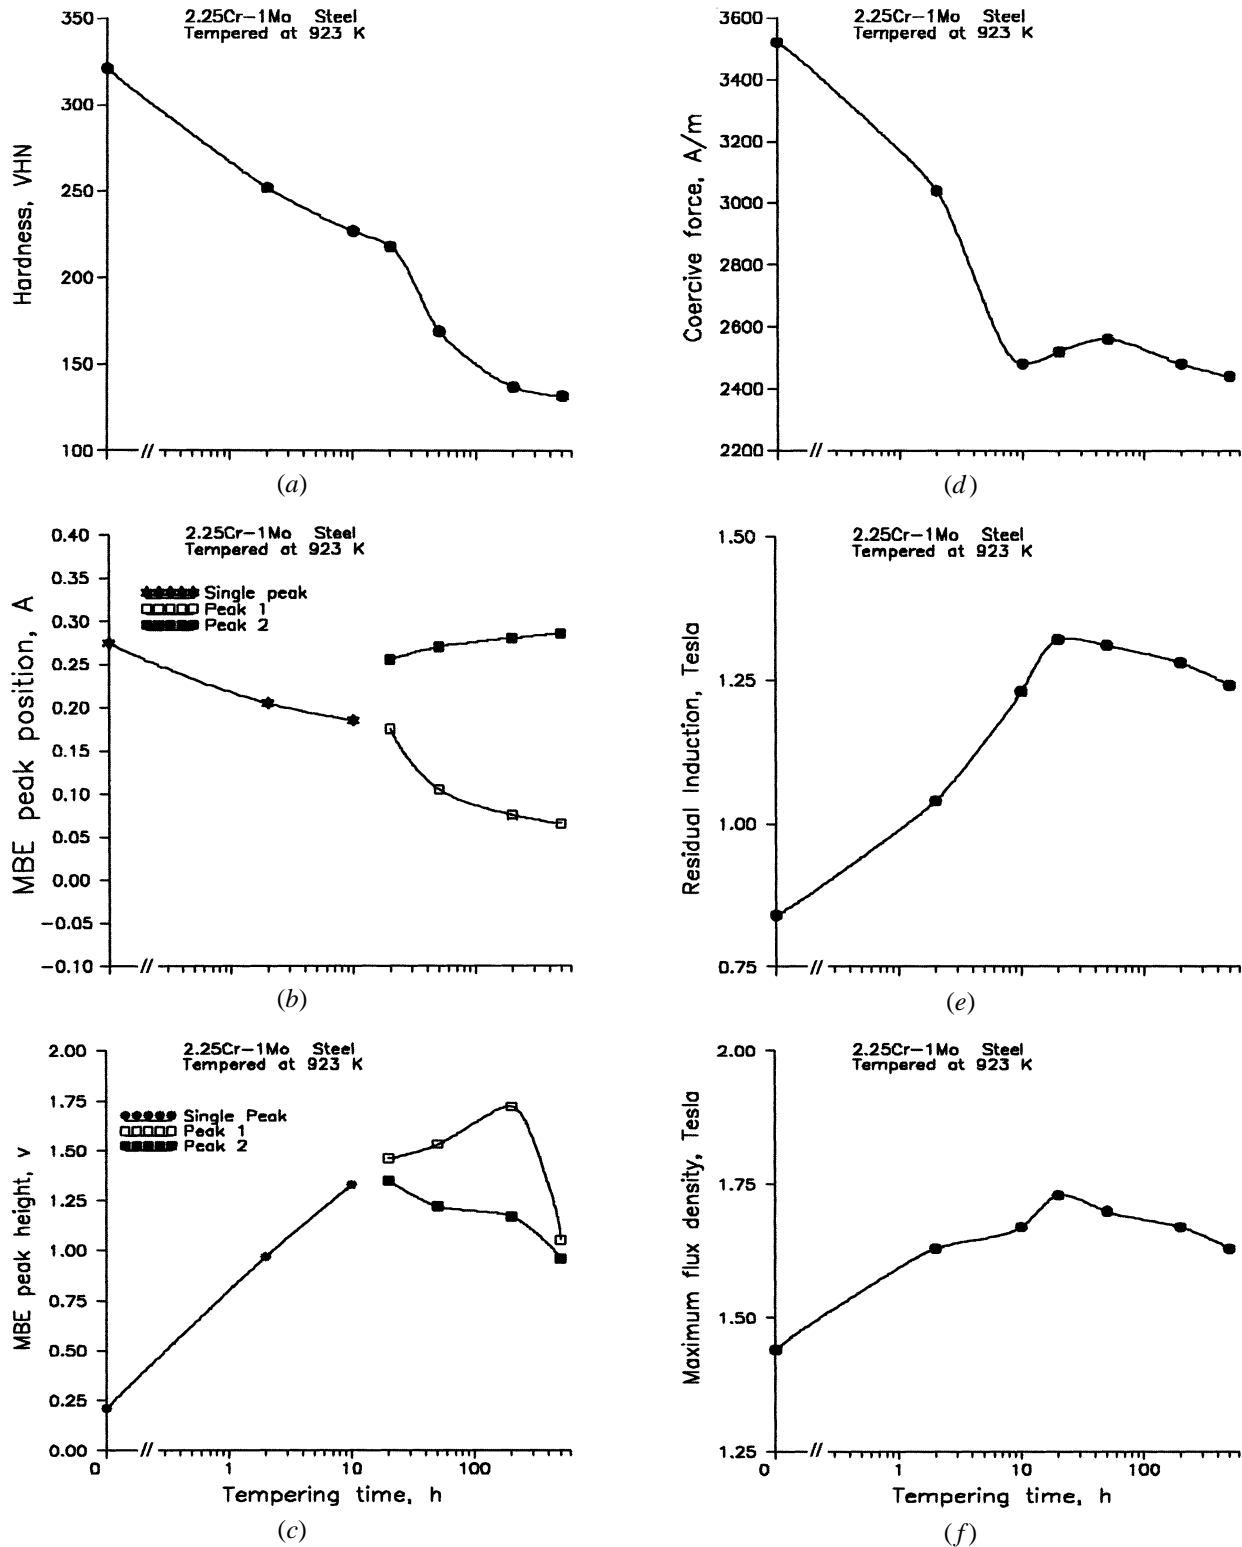 2.25Cr-1Mo Steel
Tempered at 923 K
350
300
250
200
150
100
Hardness, VHN
//
(a)
2.25Cr-1Mo Steel
Tempered at 923 K
3600
3400
3200
3000
2800
2600
2400
2200
Coercive force, A/m
//
(d)
2.25Cr-1Mo Steel
Tempered at 923 K
Single peak
Peak 1
Peak 2
0.40
0.35
0.30
0.25
0.20
0.15
0.10
0.05
0.00
-0.05
-0.10
MBE peak position, A
//
(b)
2.25Cr-1Mo Steel
Tempered at 923 K
1.50
1.25
1.00
0.75
Residual Induction, Tesla
//
(e)
2.25Cr-1Mo Steel
Tempered at 923 K
Single Peak
Peak 1
Peak 2
2.00
1.75
1.50
1.25
1.00
0.75
0.50
0.25
0.00
MBE peak height, v
//
0 1 10 100
Tempering time, h
(c)
2.25Cr-1Mo Steel
Tempered at 923 K
2.00
1.75
1.50
1.25
Maximum flux density, Tesla
//
0 1 10 100
Tempering time, h
(f)